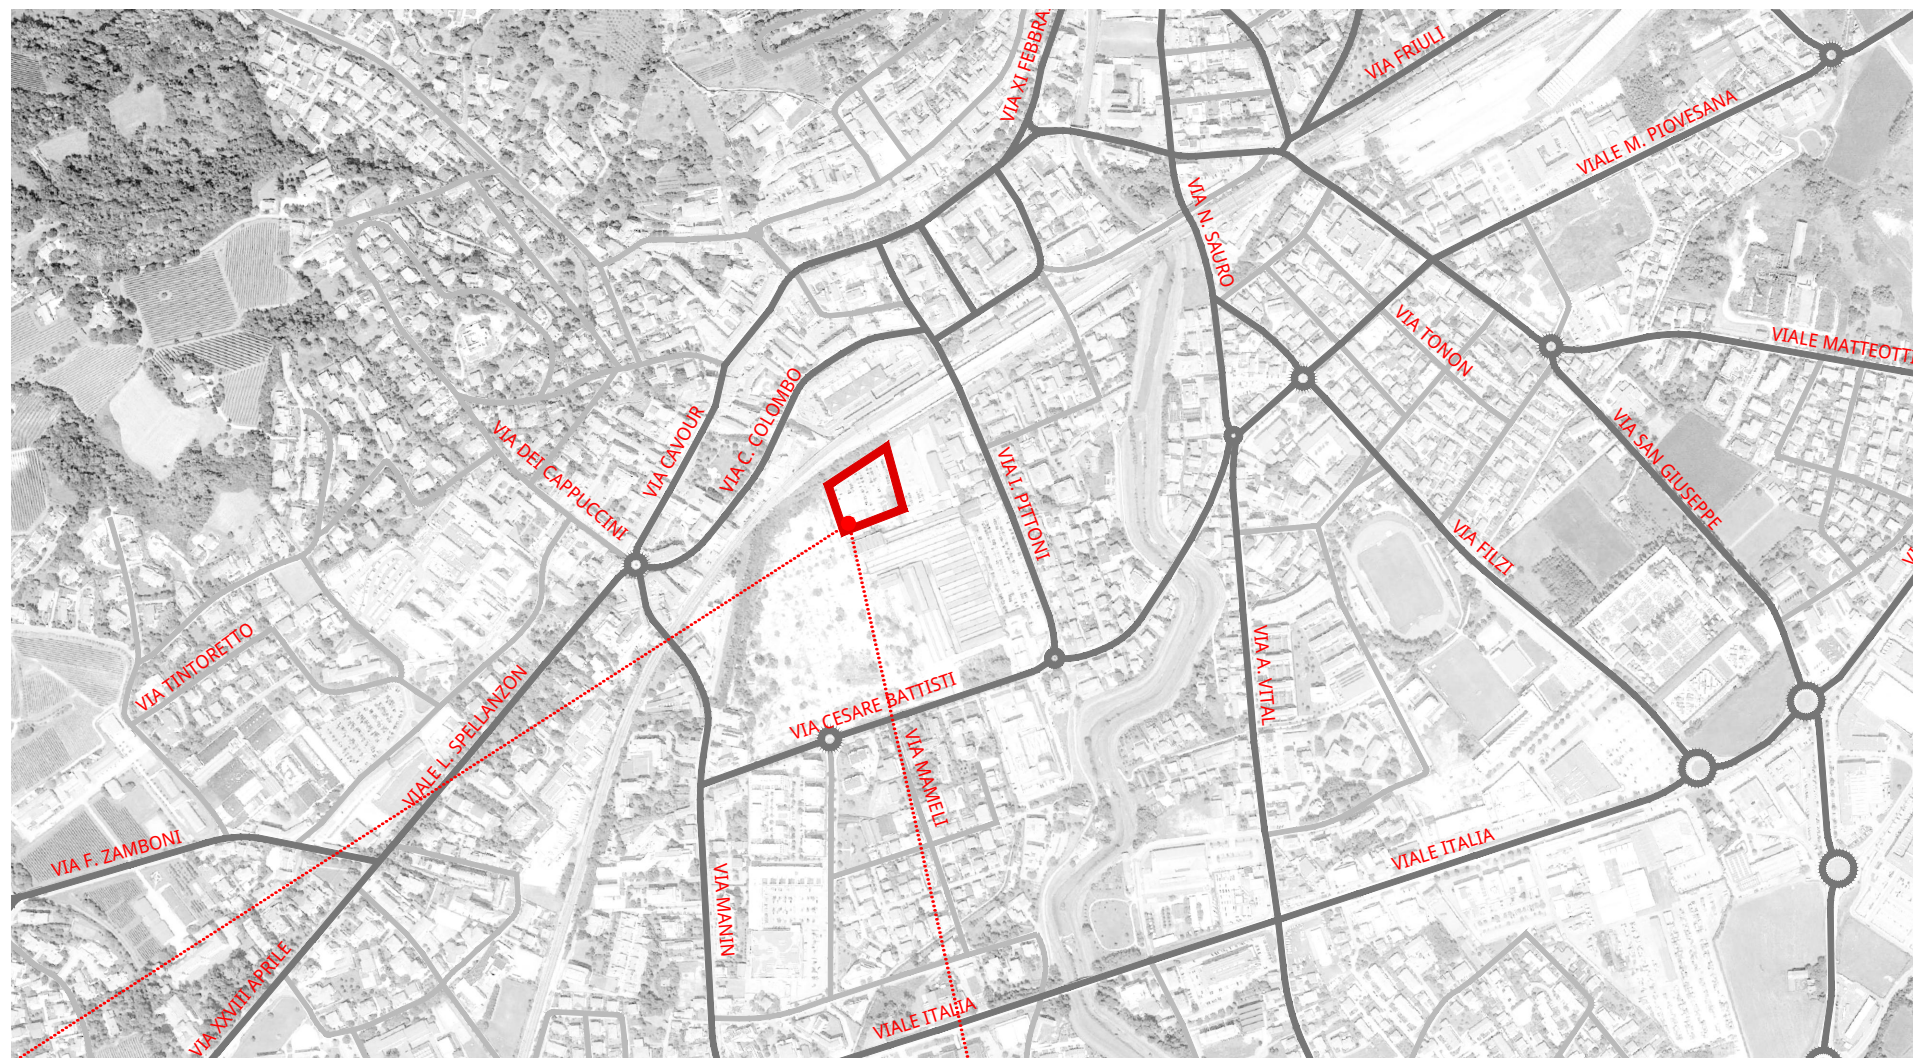 VIA XI FEBBRA
VIA FRIULI
VIALE M. PIOVESANA
VIA N. SAURO
VIA TONON
VIALE MATTEOTTI
VIA C. COLOMBO
VIA CAVOUR
VIA DEI CAPPUCCINI
VIA I. PITTONI
VIA SAN GIUSEPPE
VIA FILZI
VIA TINTORETTO
VIA A. VITAL
VIALE L. SPELLANZON
VIA CESARE BATTISTI
VIA MAMELI
VIA F. ZAMBONI
VIALE ITALIA
VIA MANIN
VIA XXVIII APRILE
VIALE ITALIA